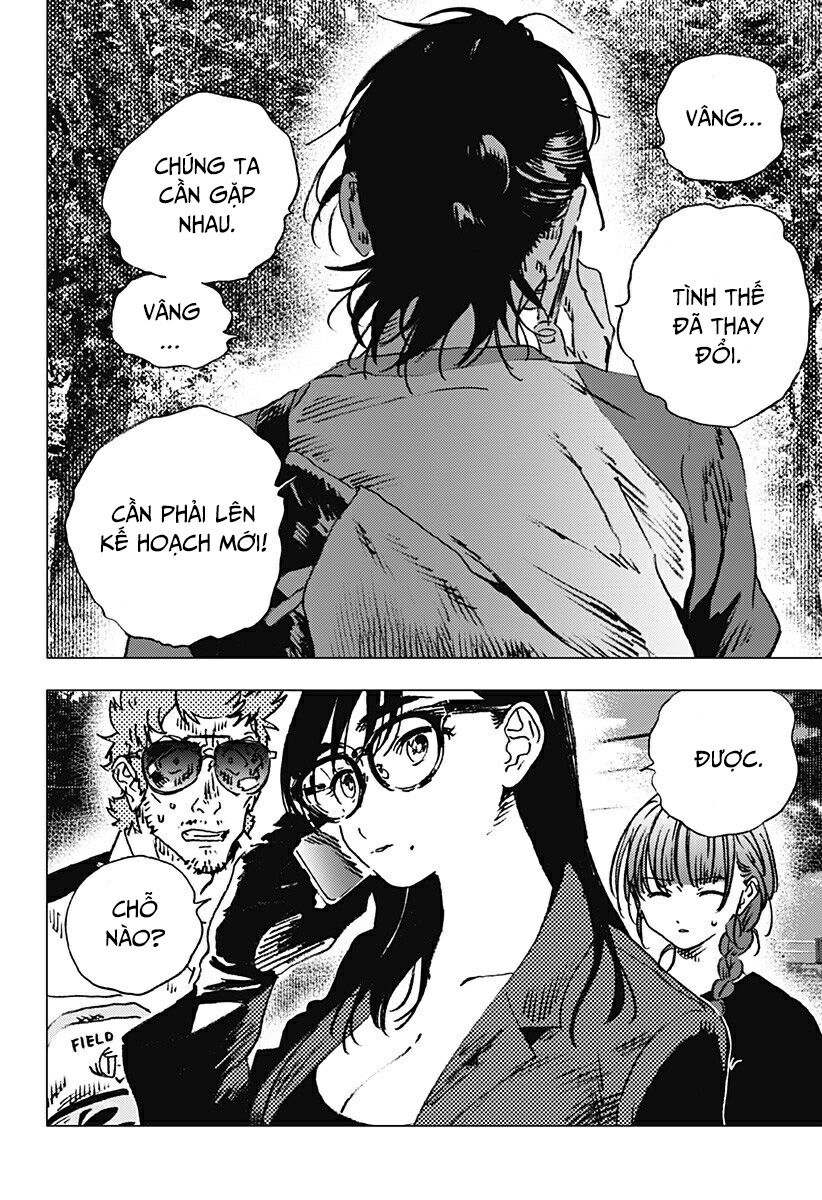 VÂNG...
TÌNH THẾ
ĐÃ THAY
ĐỔI.
CHÚNG TA
CẦN GẶP
NHAU.
VÂNG
...
CẦN PHẢI LÊN
KẾ HOẠCH MỚI!
ĐƯỢC.
CHỖ
NÀO?
FIELD